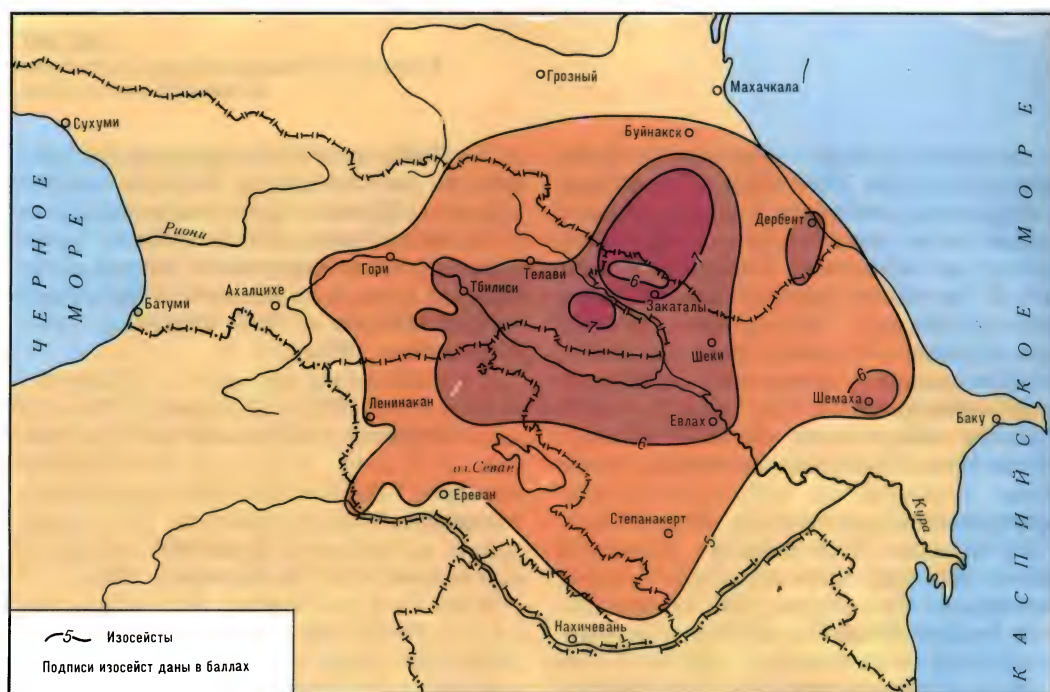 Грозный
Махачкала
Сухуми
Буйнакск
ЧЕРНОЕ
МОРЕ
Риони
Дербент
7
Гори
Телави
6
Тбилиси
Закаталы
Ахалцихе
Батуми
7
Шеки
6
Шемаха
Ленинакан
Евлах
Баку
6
оз. Севан
Ереван
Степанакерт
5
Кура
КАСПИЙСКОЕ МОРЕ
Нахичевань
5 Изосейсты
Подписи изосейст даны в баллах